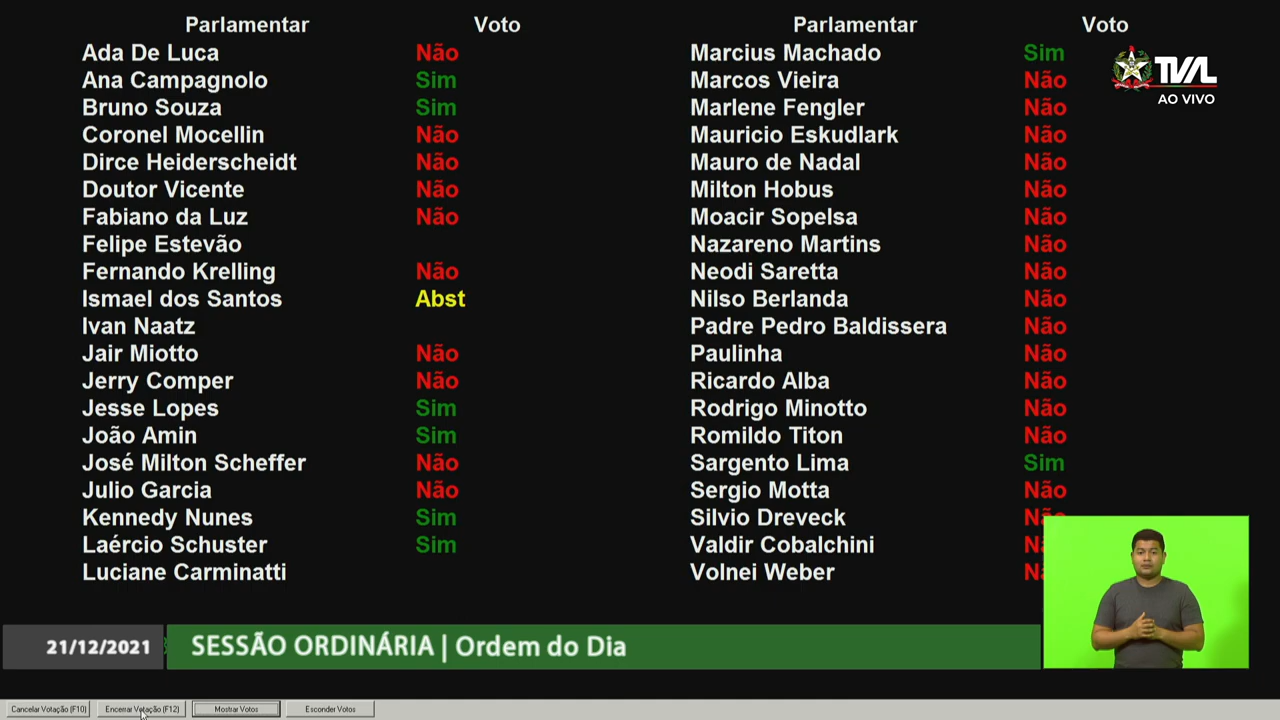 Parlamentar Voto Parlamentar Voto
Ada De Luca Não Marcius Machado Sim
Ana Campagnolo Sim Marcos Vieira Não
Bruno Souza Sim Marlene Fengler Não
Coronel Mocellin Não Mauricio Eskudlark Não
Dirce Heiderscheidt Não Mauro de Nadal Não
Doutor Vicente Não Milton Hobus Não
Fabiano da Luz Não Moacir Sopelsa Não
Felipe Estevão Nazareno Martins Não
Fernando Krelling Não Neodi Saretta Não
Ismael dos Santos Abst Nilso Berlanda Não
Ivan Naatz Padre Pedro Baldissera Não
Jair Miotto Não Paulinha Não
Jerry Comper Não Ricardo Alba Não
Jesse Lopes Sim Rodrigo Minotto Não
João Amin Sim Romildo Titon Não
José Milton Scheffer Não Sargento Lima Sim
Julio Garcia Não Sergio Motta Não
Kennedy Nunes Sim Silvio Dreveck Não
Laércio Schuster Sim Valdir Cobalchini
Luciane Carminatti Volnei Weber
TVAL
AO VIVO
21/12/2021 SESSÃO ORDINÁRIA | Ordem do Dia
Cancelar Votação (F10) Encerrar Votação (F12) Mostrar Votos Esconder Votos